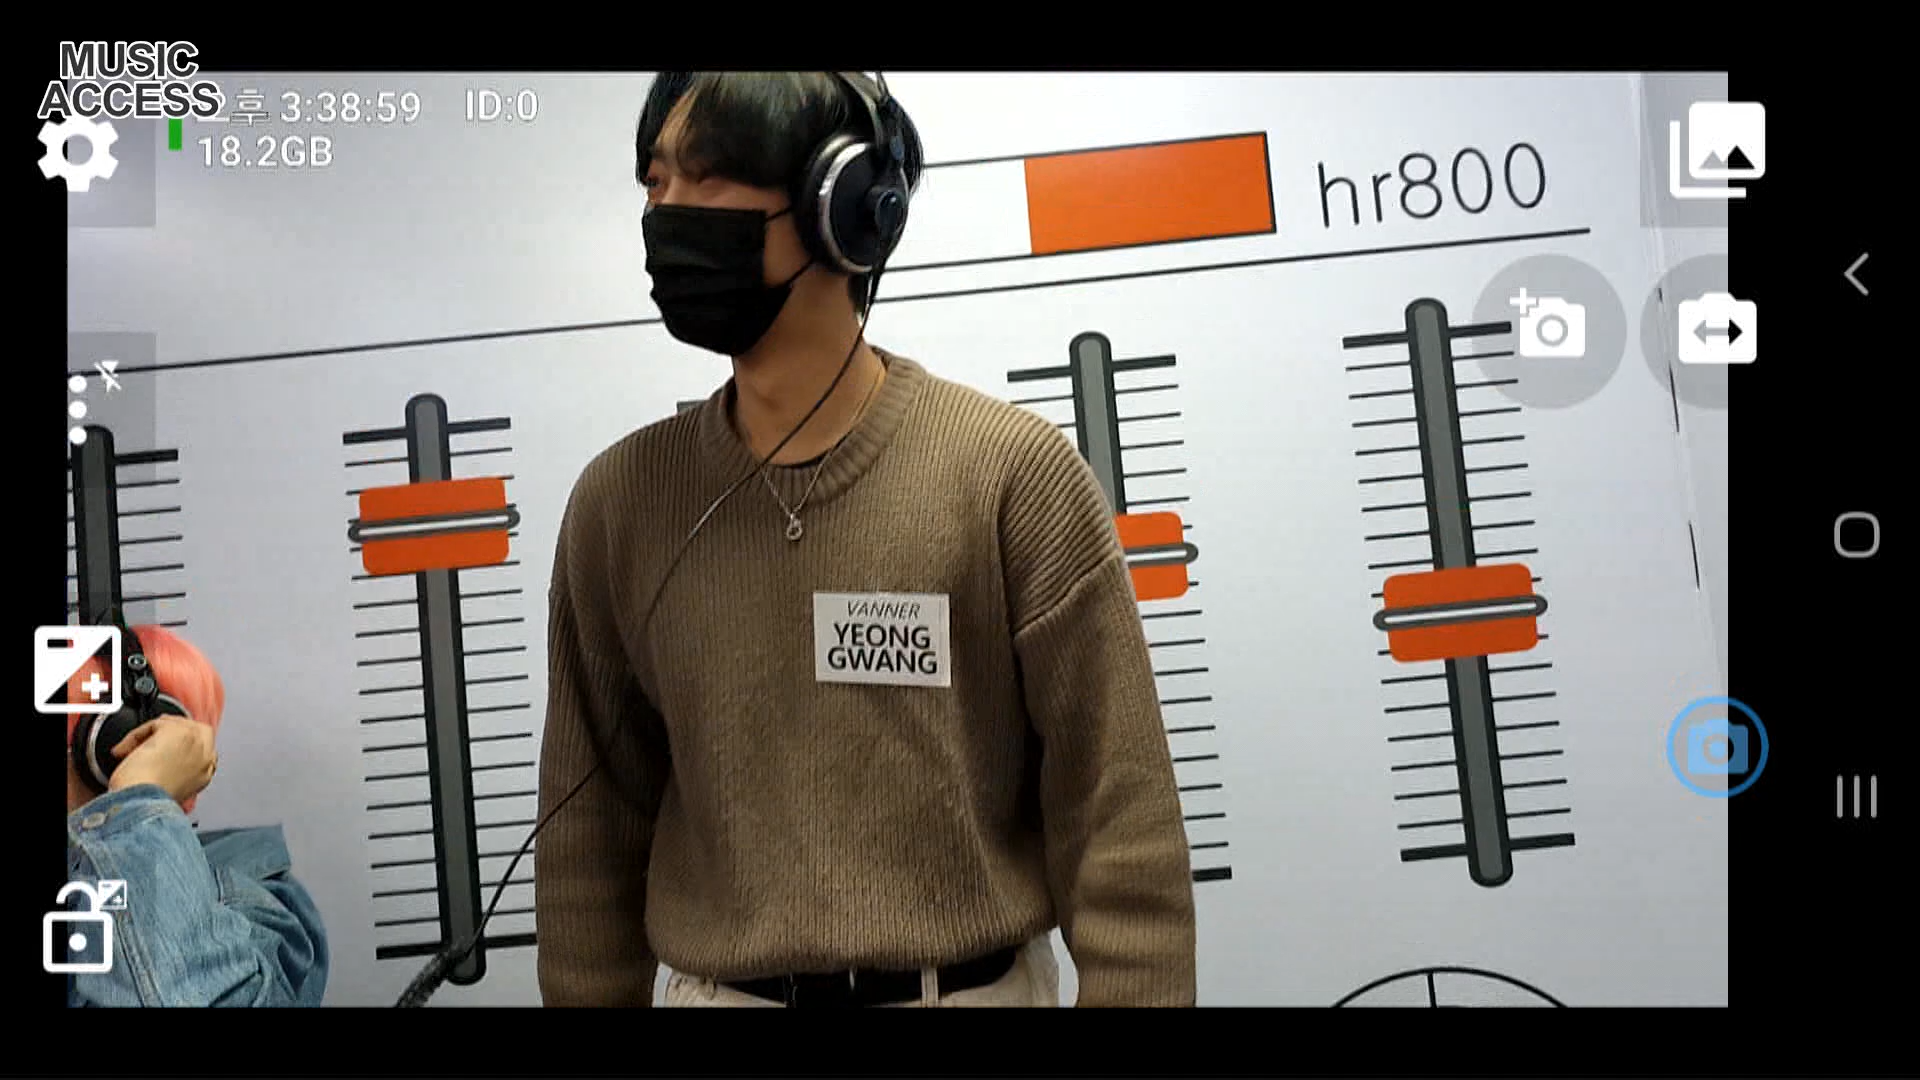 MUSIC
ACCESS
오후 3:38:59 ID:0
18.2GB
hr800
VANNER
YEONG
GWANG